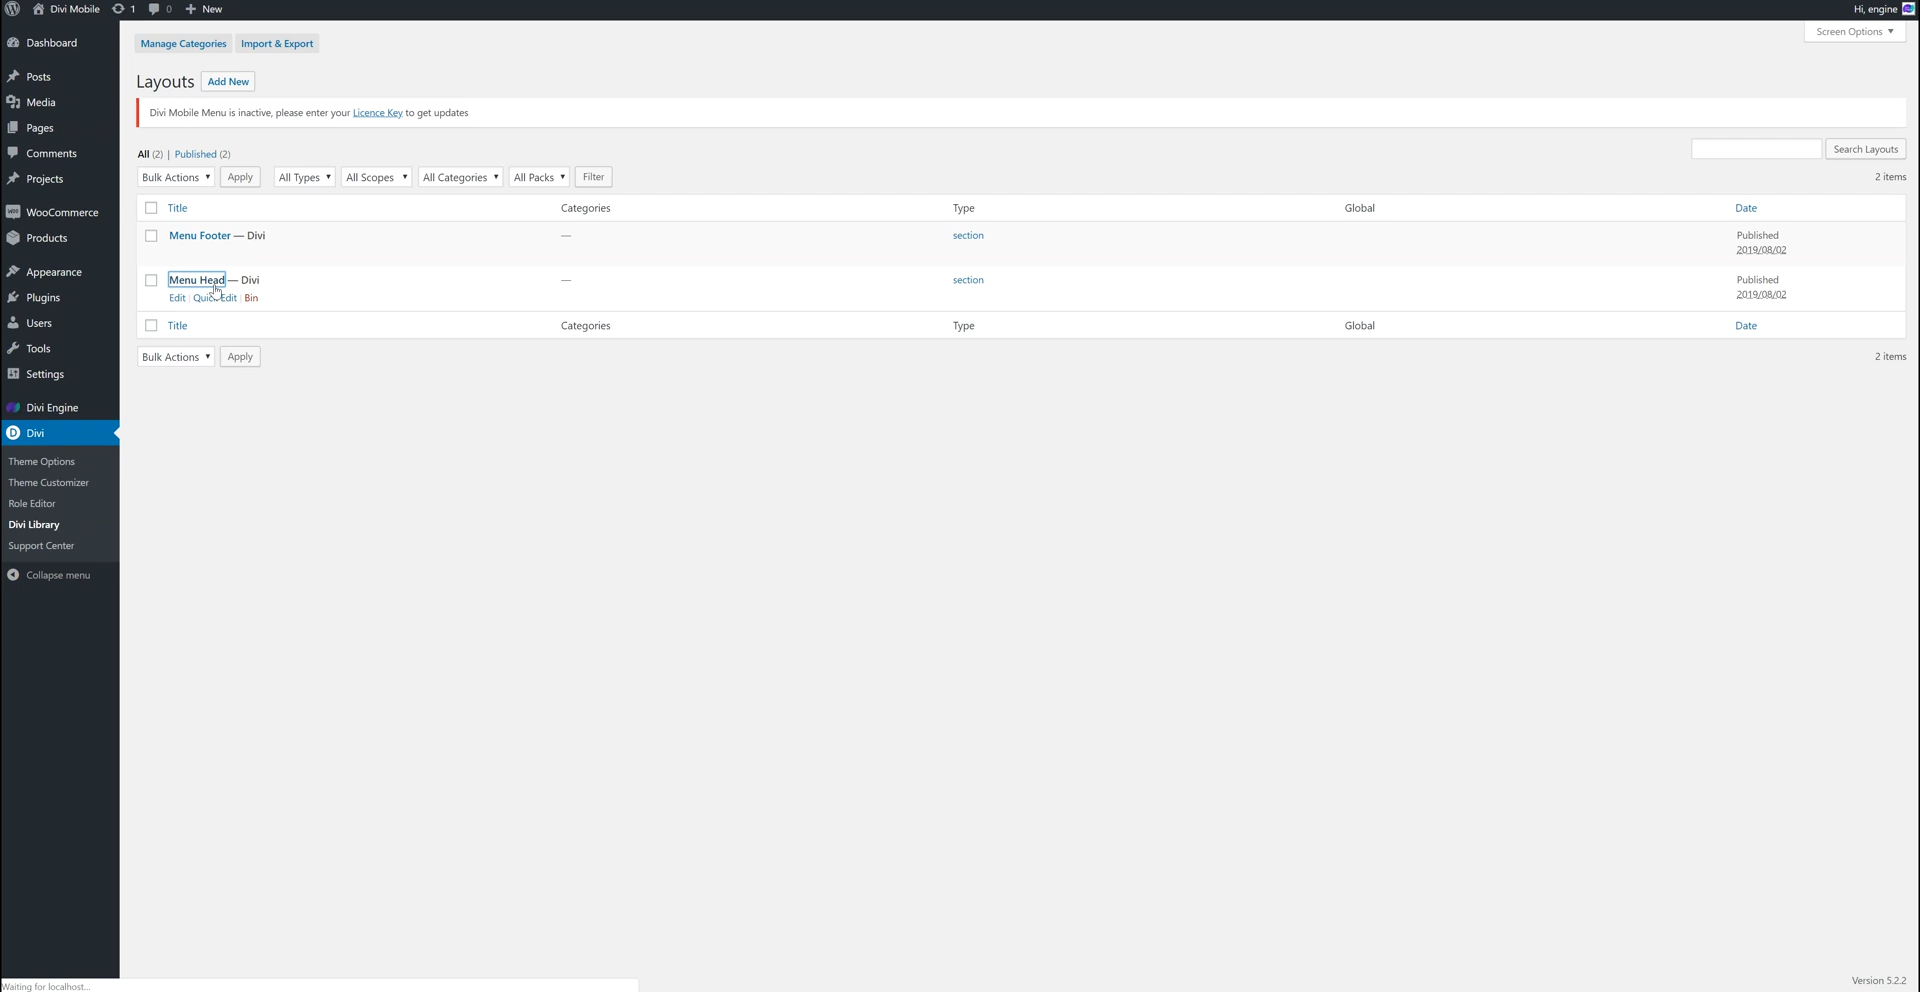 Divi Mobile 1 0 New Hi, engine
Dashboard
Posts
Media
Pages
Comments
Projects
WooCommerce
Products
Appearance
Plugins
Users
Tools
Settings
Divi Engine
Divi
Theme Options
Theme Customizer
Role Editor
Divi Library
Support Center
Collapse menu
Manage Categories Import & Export Screen Options
Layouts Add New
Divi Mobile Menu is inactive, please enter your Licence Key to get updates
All (2) | Published (2) Search Layouts
Bulk Actions Apply All Types All Scopes All Categories All Packs Filter 2 items
Title Categories Type Global Date
Menu Footer — Divi — section Published
2019/08/02
Menu Head — Divi — section Published
Edit | Quick Edit | Bin 2019/08/02
Title Categories Type Global Date
Bulk Actions Apply 2 items
Version 5.2.2
Waiting for localhost...